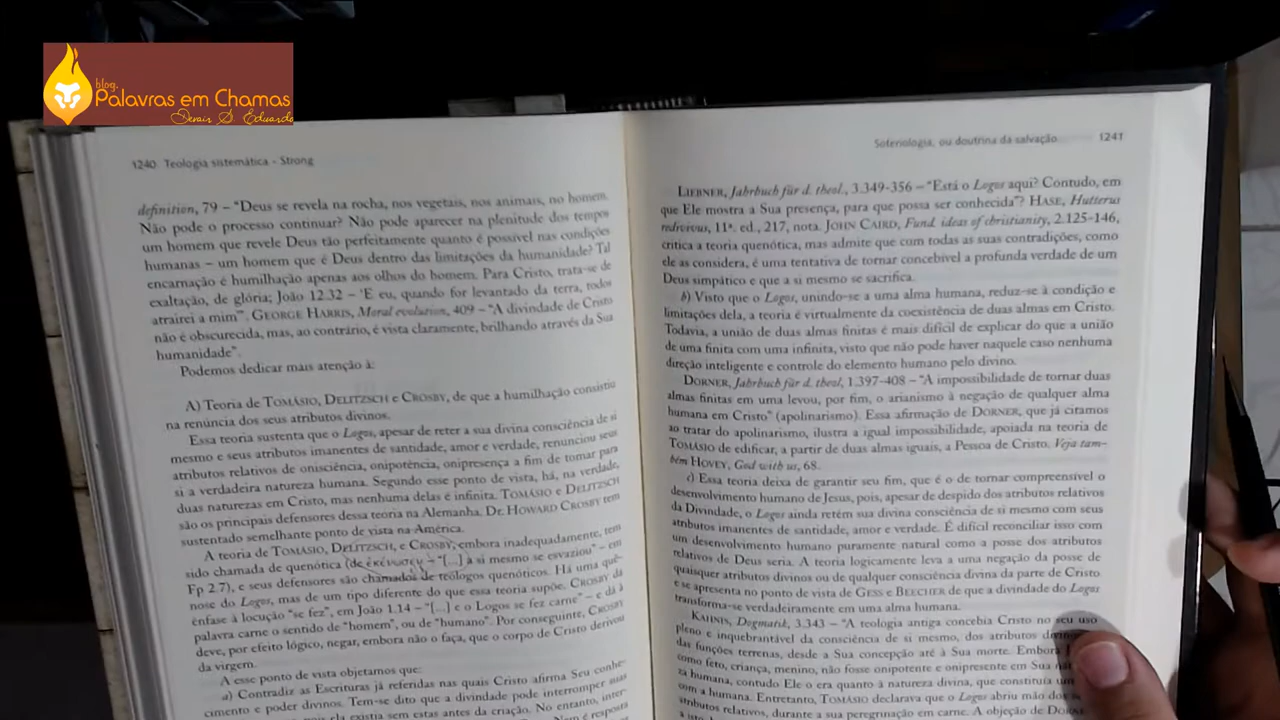 blog.
Palavras em Chamas
Derair S. Eduardo
1240 Teologia sistemática - Strong
definition, 79 – "Deus se revela na rocha, nos vegetais, nos animais, no homem.
Não pode o processo continuar? Não pode aparecer na plenitude dos tempos
um homem que revele Deus tão perfeitamente quanto é possível nas condições
humanas – um homem que é Deus dentro das limitações da humanidade? Tal
encarnação é humilhação apenas aos olhos do homem. Para Cristo, trata-se de
exaltação, de glória; João 12.32 – 'E eu, quando for levantado da terra, todos
atrairei a mim'". GEORGE HARRIS, Moral evolution, 409 – "A divindade de Cristo
não é obscurecida, mas, ao contrário, é vista claramente, brilhando através da Sua
humanidade".
Podemos dedicar mais atenção à:
A) Teoria de TOMÁSIO, DELITZSCH e CROSBY, de que a humilhação consistiu
na renúncia dos seus atributos divinos.
Essa teoria sustenta que o Logos, apesar de reter a sua divina consciência de si
mesmo e seus atributos imanentes de santidade, amor e verdade, renunciou seus
atributos relativos de onisciência, onipotência, onipresença a fim de tomar para
si a verdadeira natureza humana. Segundo esse ponto de vista, há, na verdade,
duas naturezas em Cristo, mas nenhuma delas é infinita. TOMÁSIO e DELITZSCH
são os principais defensores dessa teoria na Alemanha. Dr. HOWARD CROSBY tem
sustentado semelhante ponto de vista na América.
A teoria de TOMÁSIO, DELITZSCH, e CROSBY, embora inadequadamente, tem
sido chamada de quenótica (de ἐκένωσεν – "[...] a si mesmo se esvaziou" – em
Fp 2.7), e seus defensores são chamados de teólogos quenóticos. Há uma quê-
nose do Logos, mas de um tipo diferente do que essa teoria supõe. CROSBY dá
ênfase à locução "se fez", em João 1.14 – "[...] e o Logos se fez carne" – e dá à
palavra carne o sentido de "homem", ou de "humano". Por conseguinte, CROSBY
deve, por efeito lógico, negar, embora não o faça, que o corpo de Cristo derivou
da virgem.
A esse ponto de vista objetamos que:
a) Contradiz as Escrituras já referidas nas quais Cristo afirma Seu conhe-
cimento e poder divinos. Tem-se dito que a divindade pode interromper suas
ela existia sem estas antes da criação. No entanto, inter-
Nem é resposta
Soteriologia, ou doutrina da salvação 1241
LIEBNER, Jahrbuch für d. theol., 3.349-356 – "Está o Logos aqui? Contudo, em
que Ele mostra a Sua presença, para que possa ser conhecida"? HASE, Hutterus
redivivus, 11ª. ed., 217, nota. JOHN CAIRD, Fund. ideas of christianity, 2.125-146,
critica a teoria quenótica, mas admite que com todas as suas contradições, como
ele as considera, é uma tentativa de tornar concebível a profunda verdade de um
Deus simpático e que a si mesmo se sacrifica.
b) Visto que o Logos, unindo-se a uma alma humana, reduz-se à condição e
limitações dela, a teoria é virtualmente da coexistência de duas almas em Cristo.
Todavia, a união de duas almas finitas é mais difícil de explicar do que a união
de uma finita com uma infinita, visto que não pode haver naquele caso nenhuma
direção inteligente e controle do elemento humano pelo divino.
DORNER, Jahrbuch für d. theol, 1.397-408 – "A impossibilidade de tornar duas
almas finitas em uma levou, por fim, o arianismo à negação de qualquer alma
humana em Cristo" (apolinarismo). Essa afirmação de DORNER, que já citamos
ao tratar do apolinarismo, ilustra a igual impossibilidade, apoiada na teoria de
TOMÁSIO de edificar, a partir de duas almas iguais, a Pessoa de Cristo. Veja tam-
bém HOVEY, God with us, 68.
c) Essa teoria deixa de garantir seu fim, que é o de tornar compreensível o
desenvolvimento humano de Jesus, pois, apesar de despido dos atributos relativos
da Divindade, o Logos ainda retém sua divina consciência de si mesmo com seus
atributos imanentes de santidade, amor e verdade. É difícil reconciliar isso com
um desenvolvimento humano puramente natural como a posse dos atributos
relativos de Deus seria. A teoria logicamente leva a uma negação da posse de
quaisquer atributos divinos ou de qualquer consciência divina da parte de Cristo
e se apresenta no ponto de vista de GESS e BEECHER de que a divindade do Logos
transforma-se verdadeiramente em uma alma humana.
KAHNIS, Dogmatik, 3.343 – "A teologia antiga concebia Cristo no seu uso
pleno e inquebrantável da consciência de si mesmo, dos atributos
das funções terrenas, desde a Sua concepção até à Sua morte. Embora
como feto, criança, menino, não fosse onipotente e onipresente em Sua
za humana, contudo Ele o era quanto à natureza divina, que constituía
com a humana. Entretanto, TOMÁSIO declarava que o Logos abriu mão dos
atributos relativos, durante a sua peregrinação em carne. A objeção de